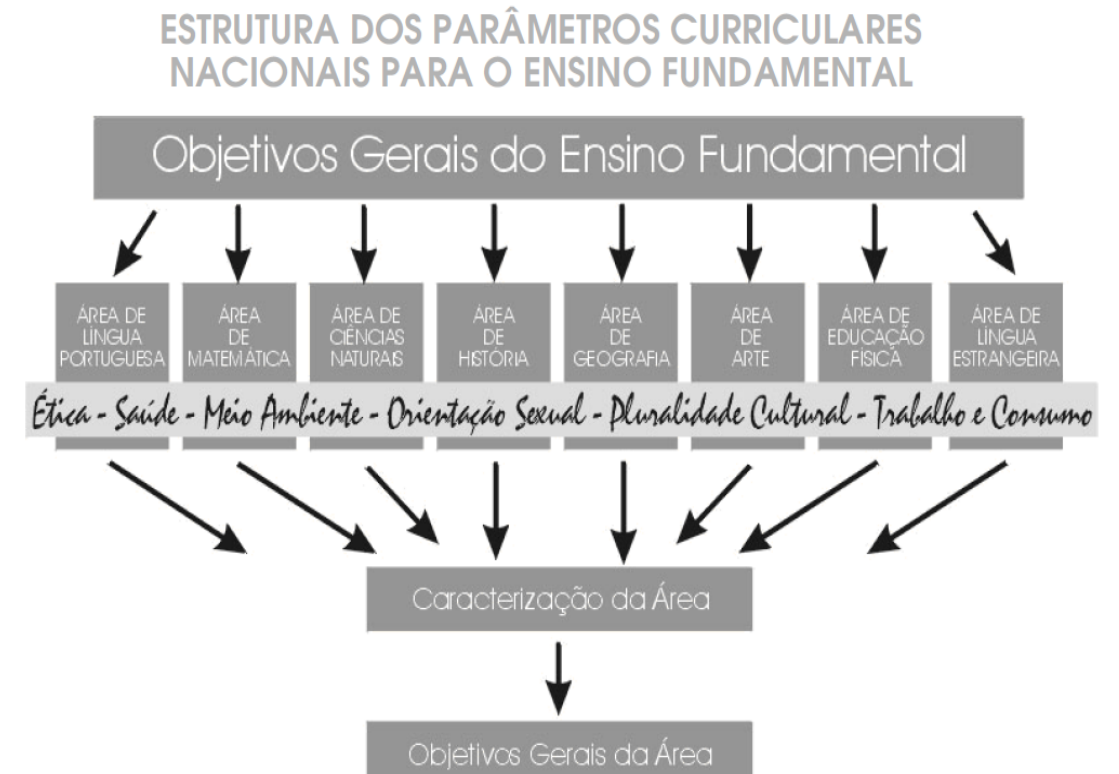 ESTRUTURA DOS PARÂMETROS CURRICULARES
NACIONAIS PARA O ENSINO FUNDAMENTAL
Objetivos Gerais do Ensino Fundamental
ÁREA DE
LÍNGUA
PORTUGUESA
ÁREA
DE
MATEMÁTICA
ÁREA DE
CIÊNCIAS
NATURAIS
ÁREA
DE
HISTÓRIA
ÁREA
DE
GEOGRAFIA
ÁREA
DE
ARTE
ÁREA DE
EDUCAÇÃO
FÍSICA
ÁREA DE
LÍNGUA
ESTRANGEIRA
Ética - Saúde - Meio Ambiente - Orientação Sexual - Pluralidade Cultural - Trabalho e Consumo
Caracterização da Área
Objetivos Gerais da Área